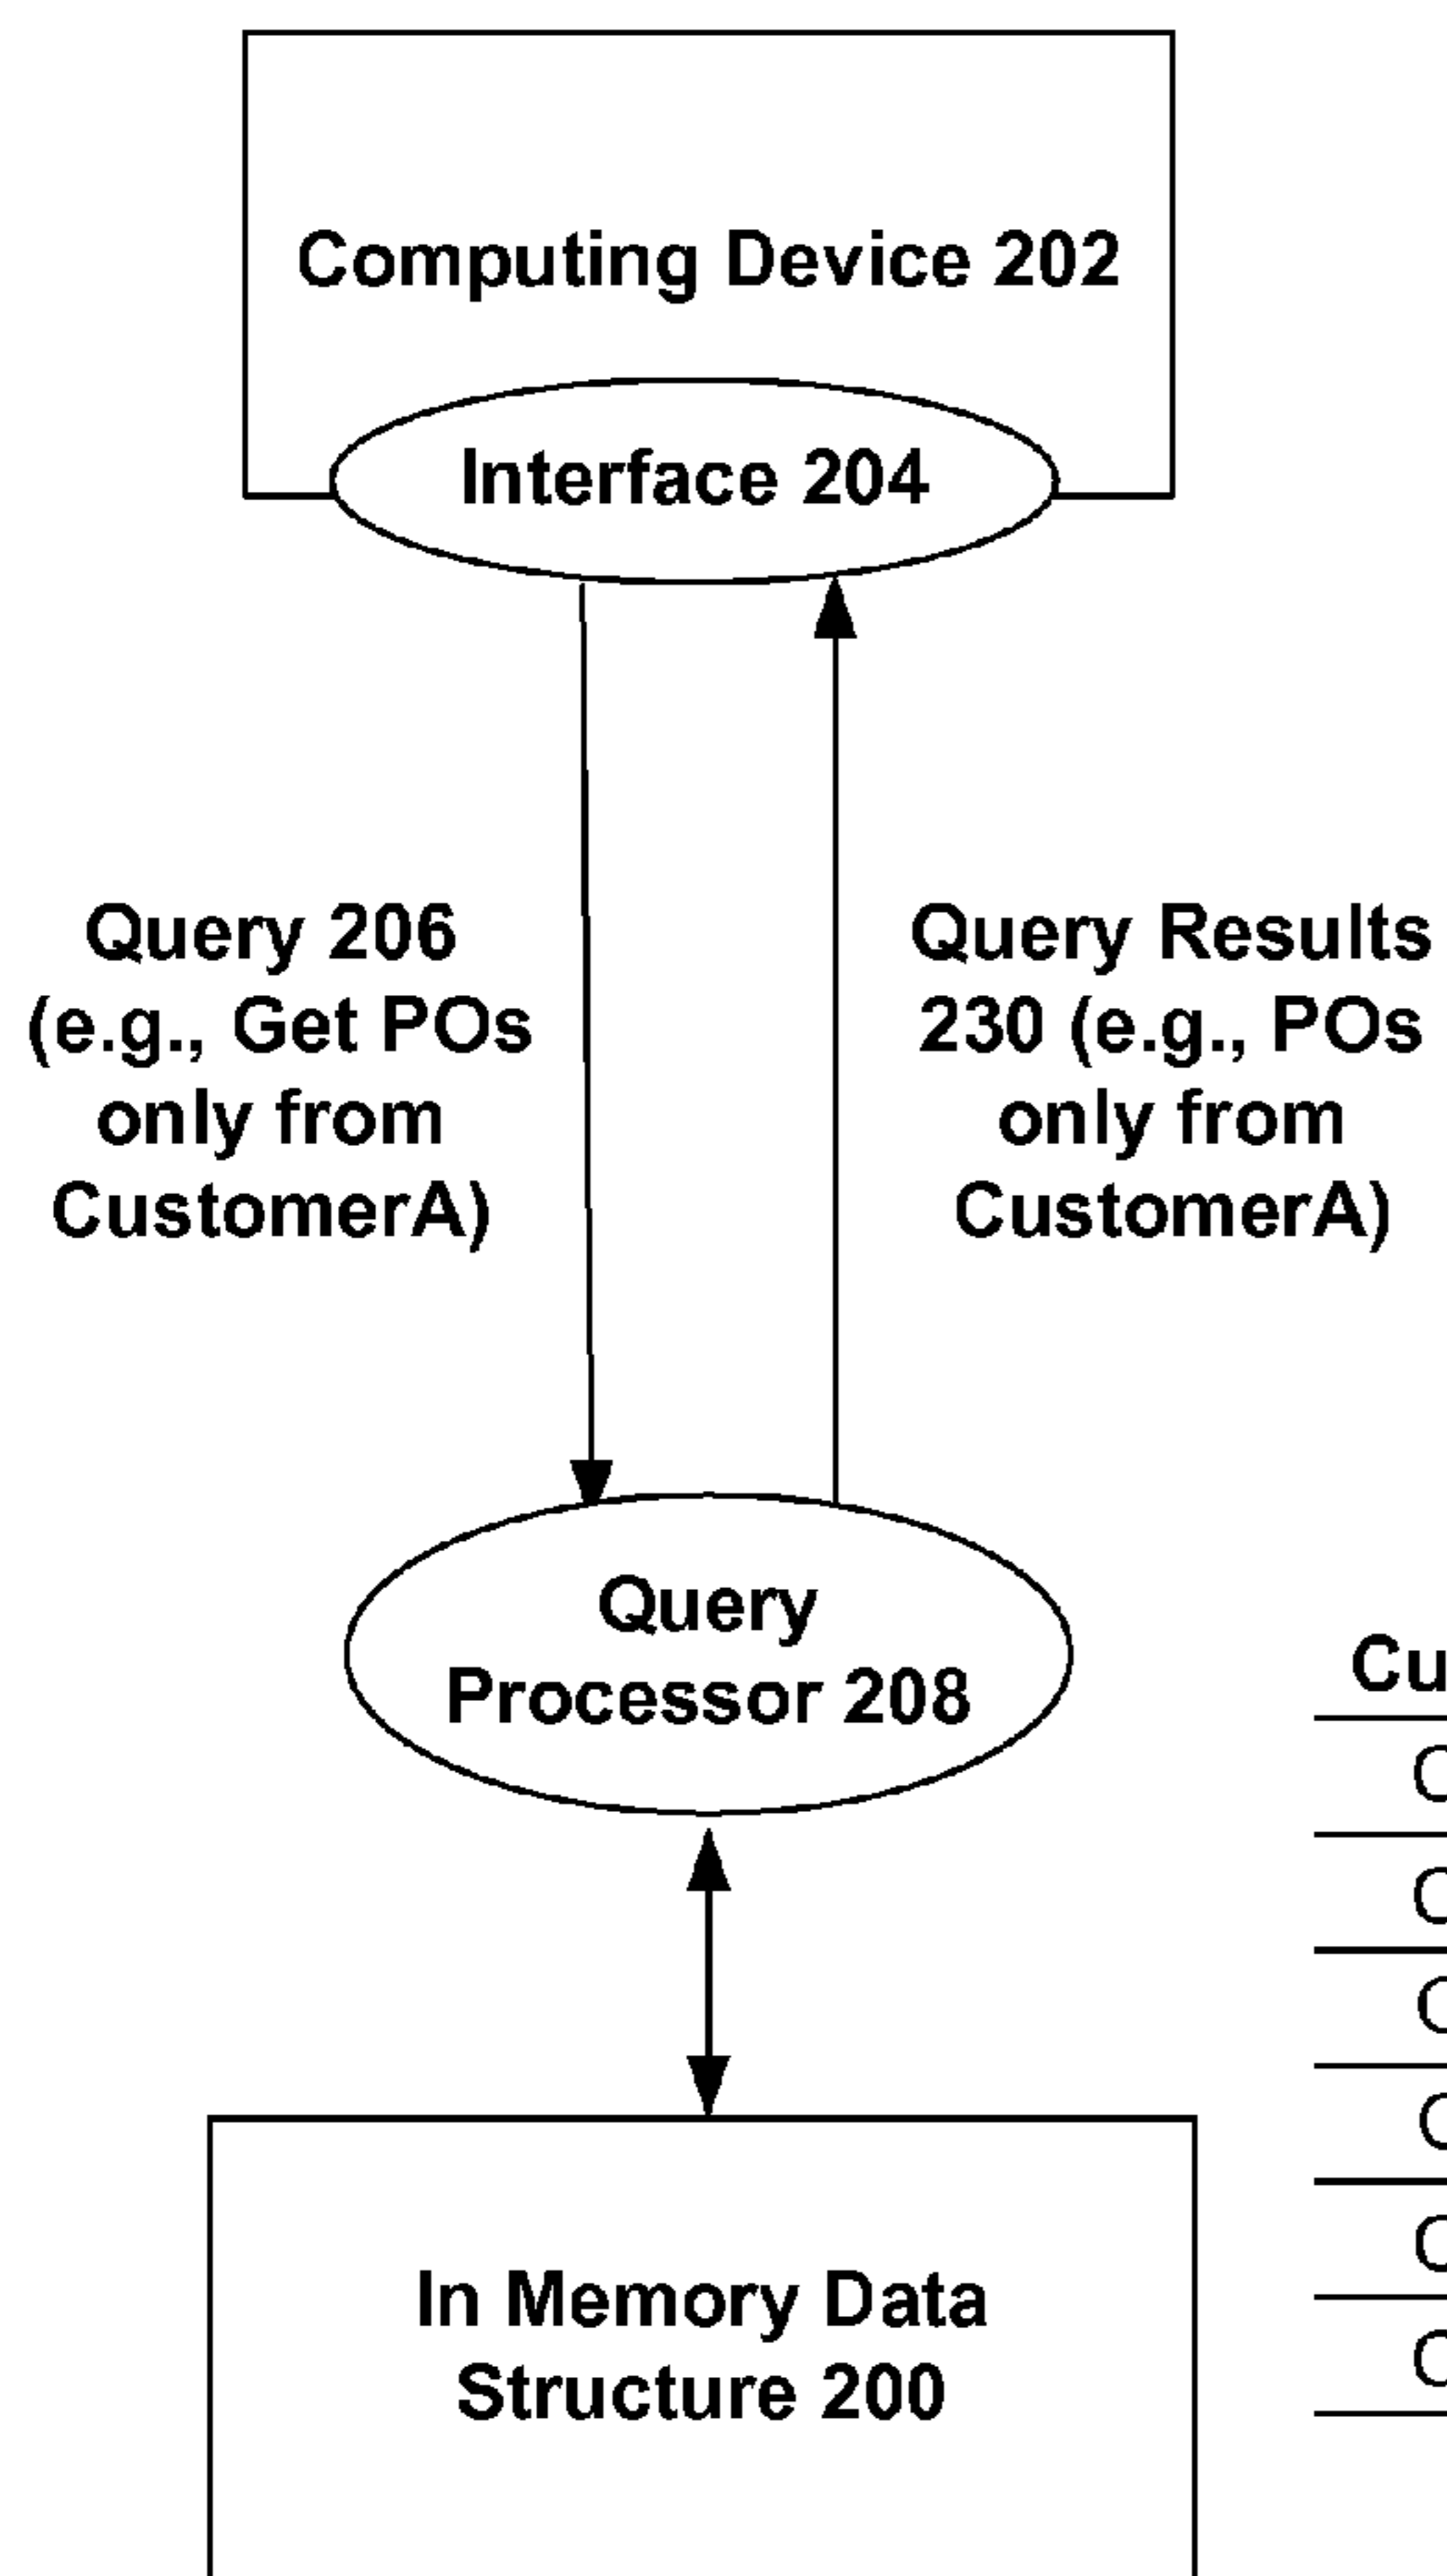 Computing Device 202
Interface 204
Query 206
(e.g., Get POs
only from
CustomerA)
Query Results
230 (e.g., POs
only from
CustomerA)
Query
Processor 208
In Memory Data
Structure 200